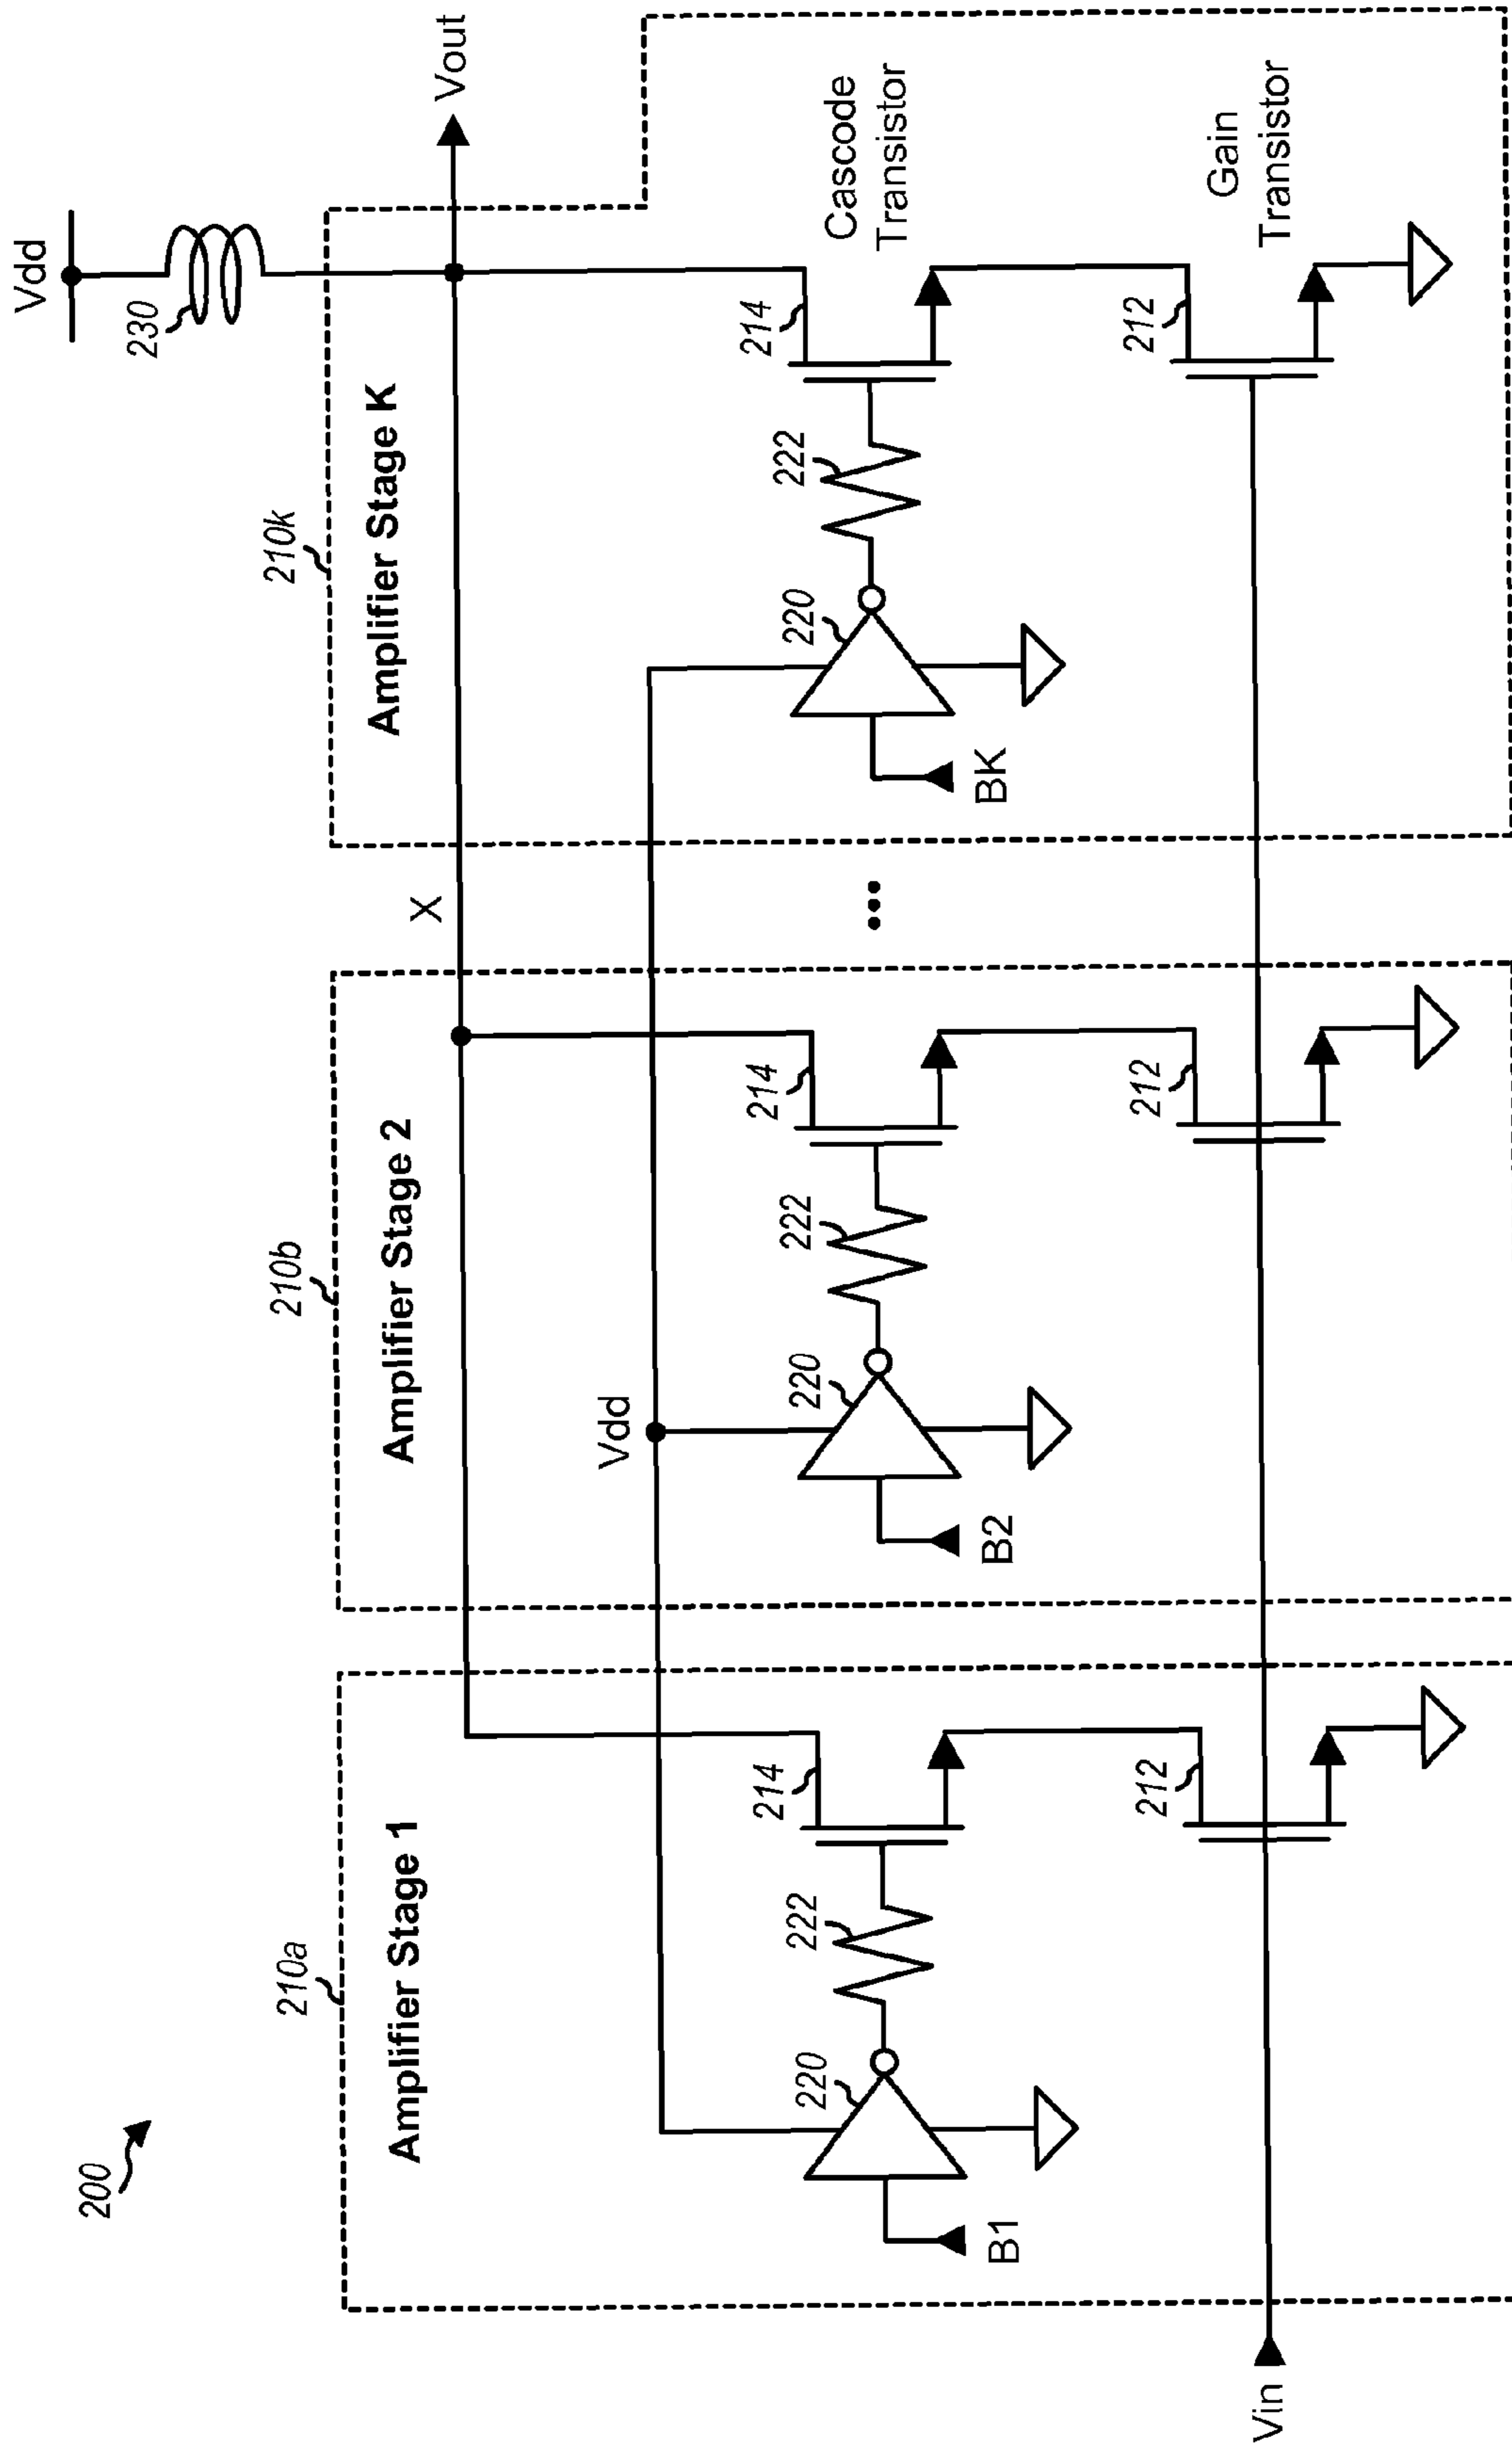 200
Vdd
230
210a
210b
210k
Amplifier Stage 1
Amplifier Stage 2
Amplifier Stage K
X
Vout
Vdd
220
222
214
220
222
214
220
222
214
Cascode
Transistor
B1
B2
BK
•••
212
212
212
Gain
Transistor
Vin